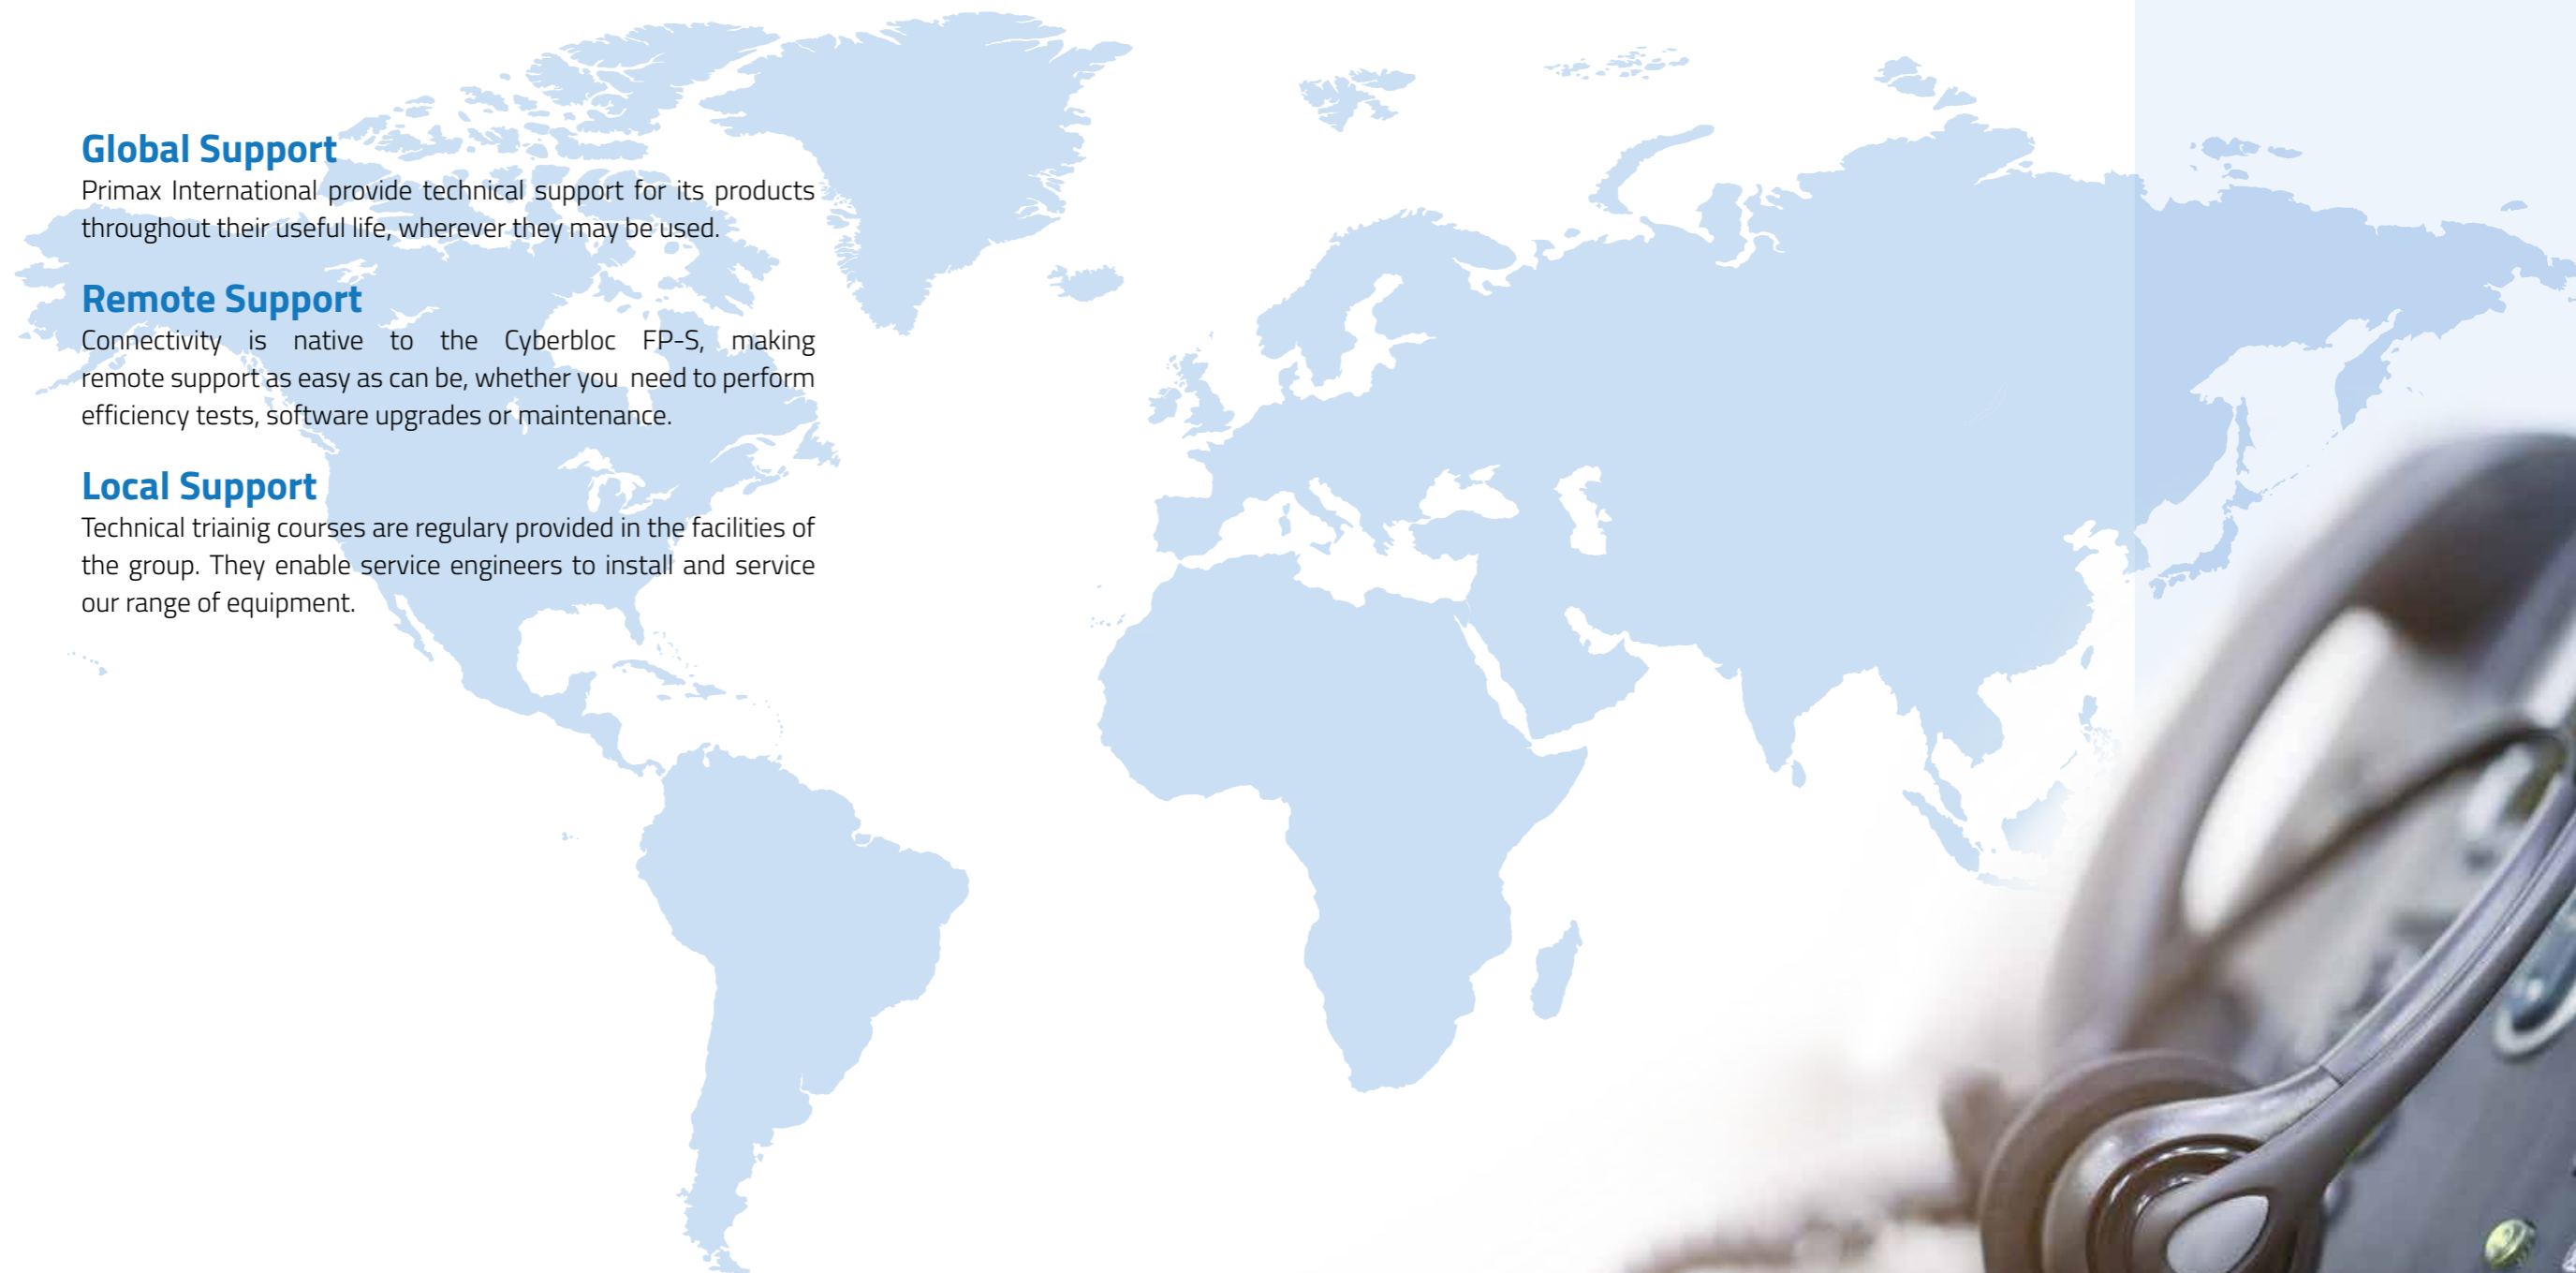 Global Support
Primax International provide technical support for its products
throughout their useful life, wherever they may be used.
Remote Support
Connectivity is native to the Cyberbloc FP-S, making
remote support as easy as can be, whether you need to perform
efficiency tests, software upgrades or maintenance.
Local Support
Technical triainig courses are regulary provided in the facilities of
the group. They enable service engineers to install and service
our range of equipment.